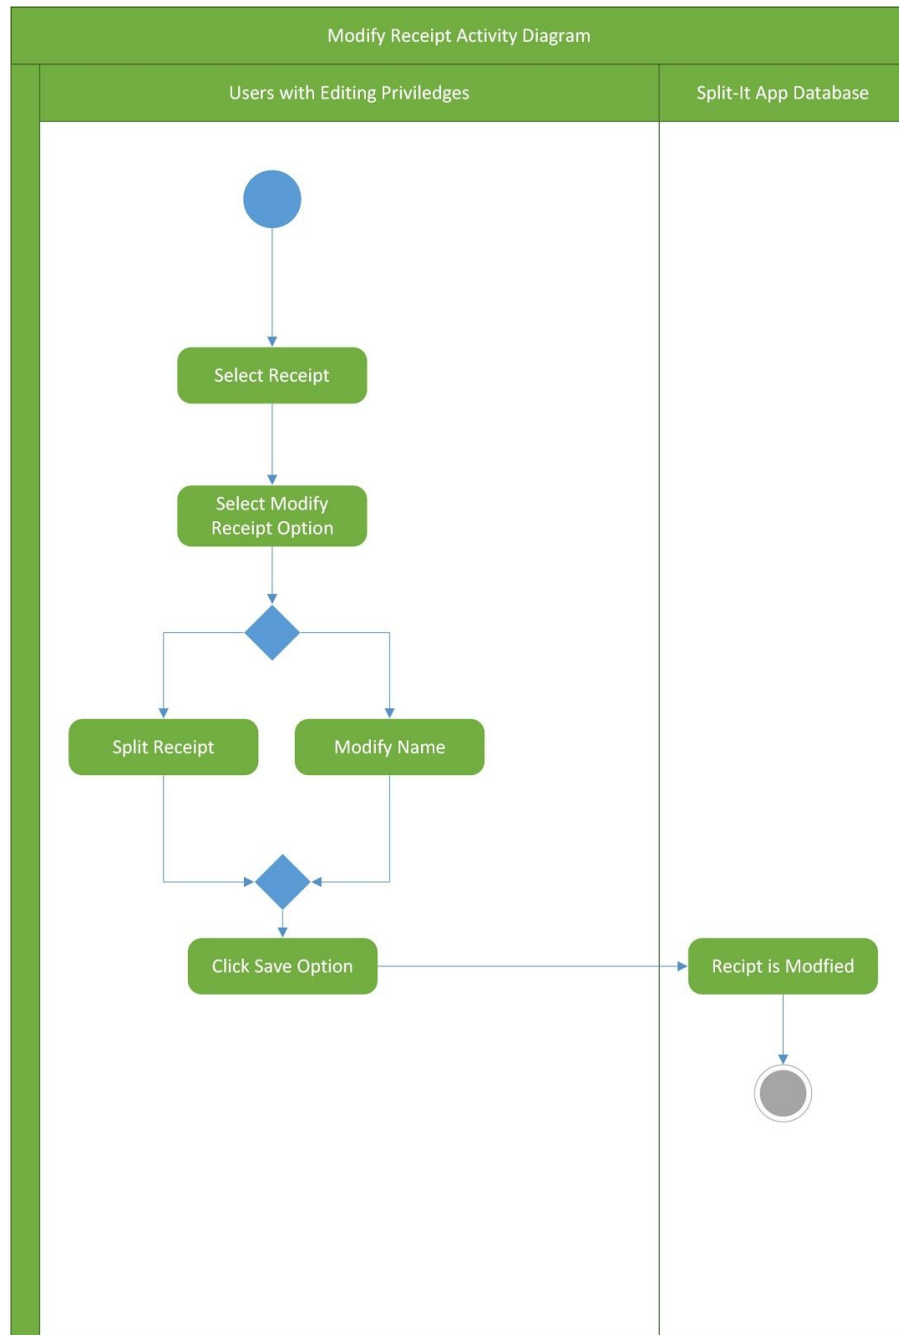 Modify Receipt Activity Diagram
Users with Editing Priviledges
Split-It App Database
Select Receipt
Select Modify
Receipt Option
Split Receipt
Modify Name
Click Save Option
Recipt is Modfied